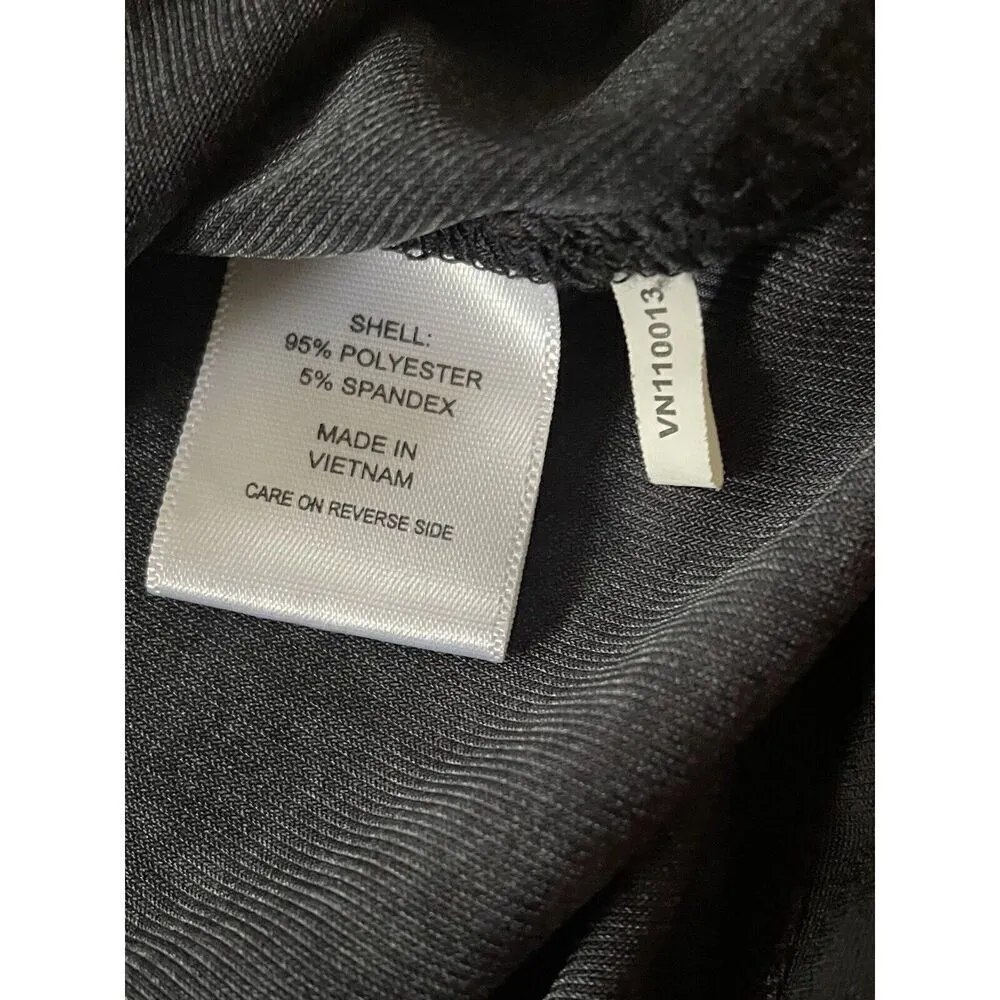 SHELL:
95% POLYESTER
5% SPANDEX
MADE IN
VIETNAM
CARE ON REVERSE SIDE
VN110013